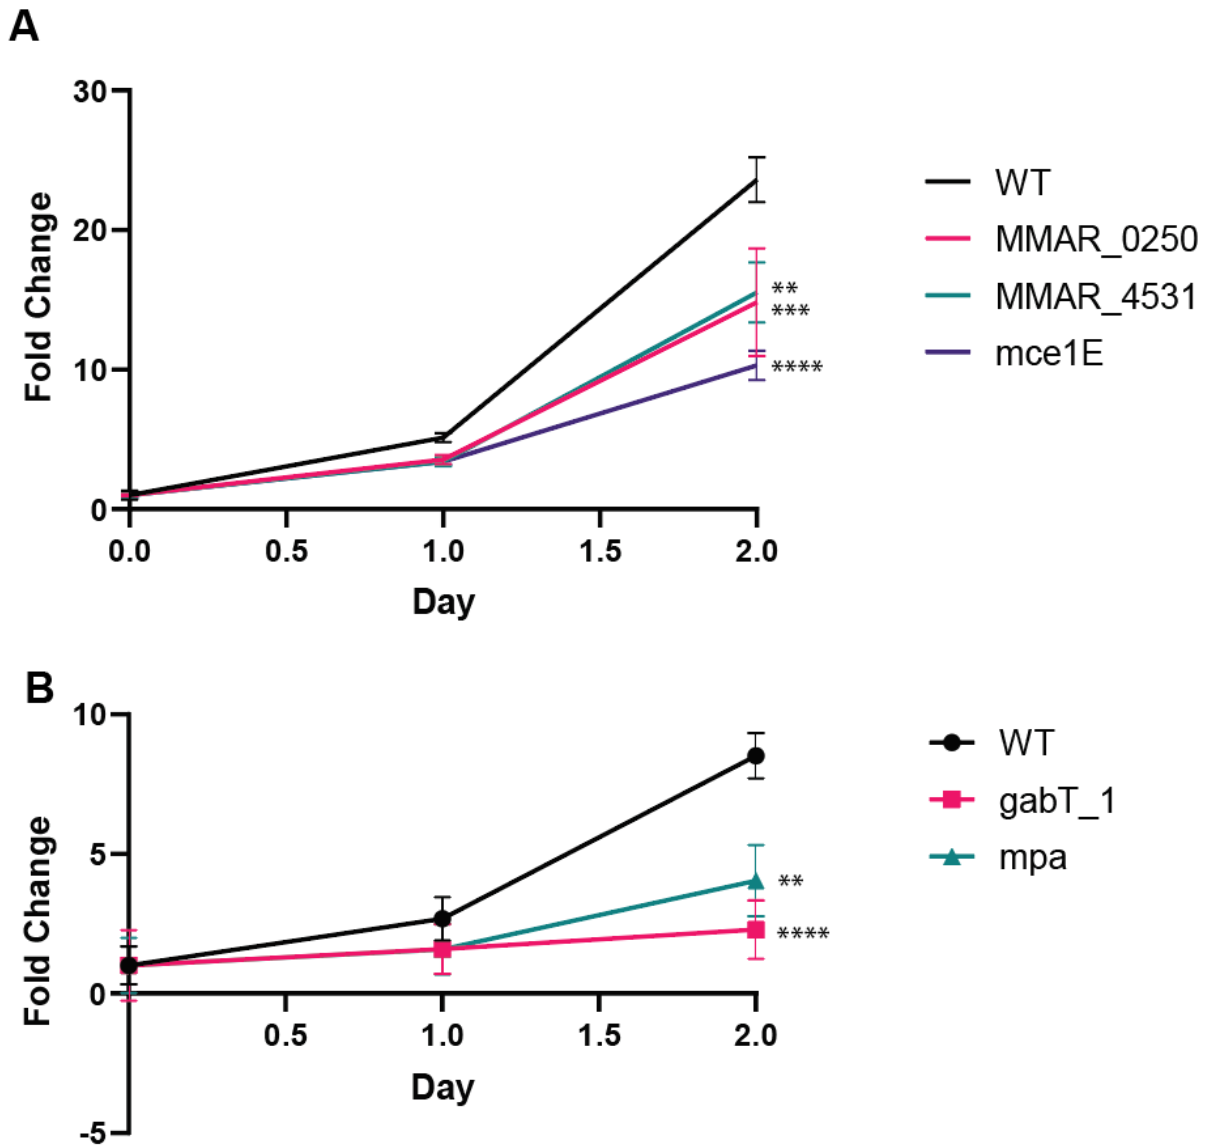 A
30
20
10
0
Fold Change
0.0 0.5 1.0 1.5 2.0
Day
**
***
****
WT
MMAR_0250
MMAR_4531
mce1E
B
10
5
0
-5
Fold Change
0.5 1.0 1.5 2.0
Day
**
****
WT
gabT_1
mpa